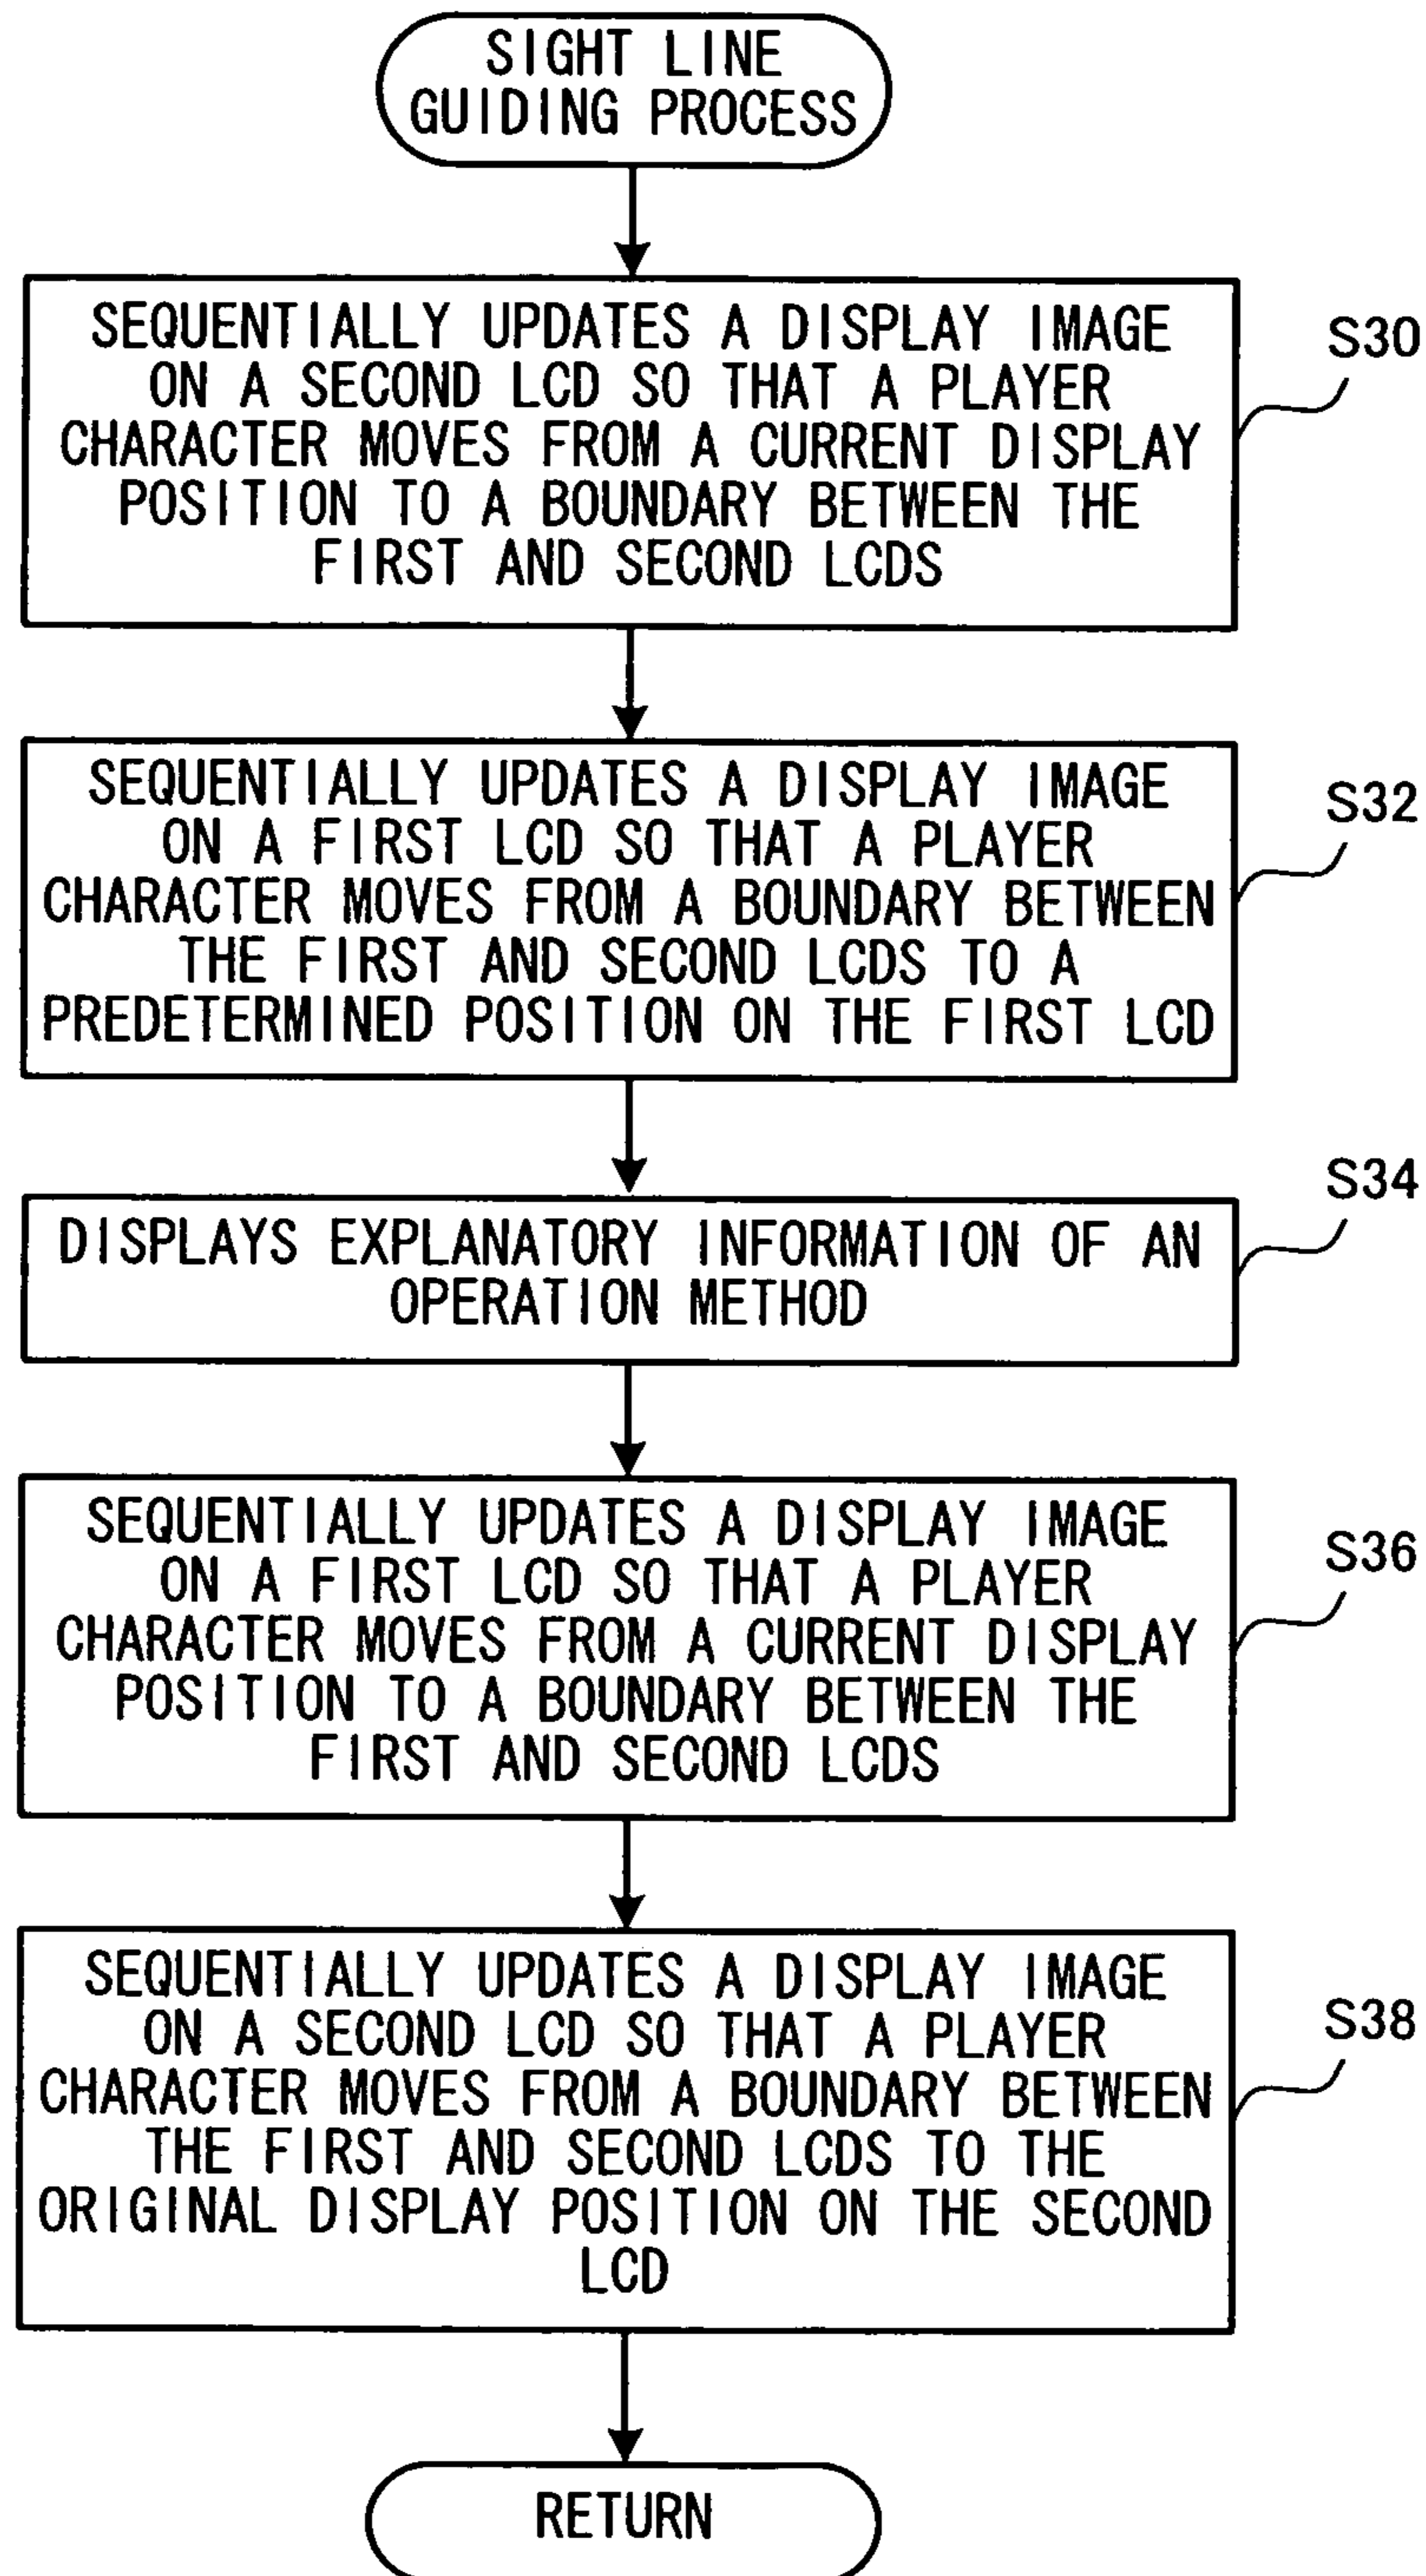 SIGHT LINE
GUIDING PROCESS
SEQUENTIALLY UPDATES A DISPLAY IMAGE
ON A SECOND LCD SO THAT A PLAYER
CHARACTER MOVES FROM A CURRENT DISPLAY
POSITION TO A BOUNDARY BETWEEN THE
FIRST AND SECOND LCDS
S30
SEQUENTIALLY UPDATES A DISPLAY IMAGE
ON A FIRST LCD SO THAT A PLAYER
CHARACTER MOVES FROM A BOUNDARY BETWEEN
THE FIRST AND SECOND LCDS TO A
PREDETERMINED POSITION ON THE FIRST LCD
S32
DISPLAYS EXPLANATORY INFORMATION OF AN
OPERATION METHOD
S34
SEQUENTIALLY UPDATES A DISPLAY IMAGE
ON A FIRST LCD SO THAT A PLAYER
CHARACTER MOVES FROM A CURRENT DISPLAY
POSITION TO A BOUNDARY BETWEEN THE
FIRST AND SECOND LCDS
S36
SEQUENTIALLY UPDATES A DISPLAY IMAGE
ON A SECOND LCD SO THAT A PLAYER
CHARACTER MOVES FROM A BOUNDARY BETWEEN
THE FIRST AND SECOND LCDS TO THE
ORIGINAL DISPLAY POSITION ON THE SECOND
LCD
S38
RETURN